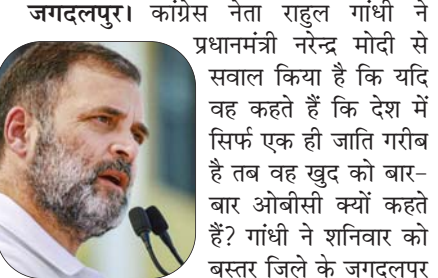 जगदलपुर। कांग्रेस नेता राहुल गांधी ने
प्रधानमंत्री नरेन्द्र मोदी से
सवाल किया है कि यदि
वह कहते हैं कि देश में
सिर्फ एक ही जाति गरीब
है तब वह खुद को बार-
बार ओबीसी क्यों कहते
हैं? गांधी ने शनिवार को
बस्तर जिले के जगदलपुर